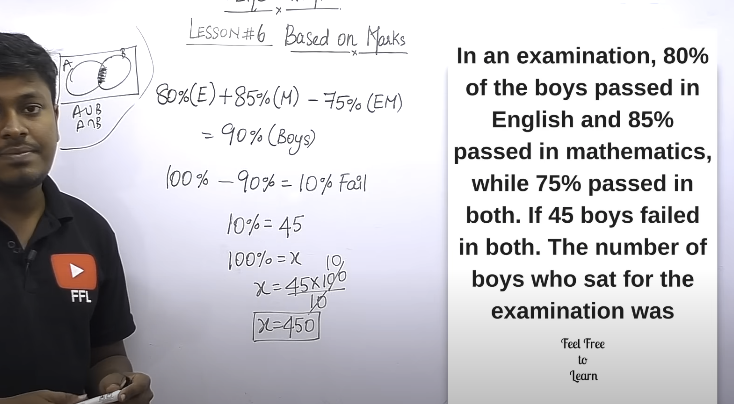 LESSON#6 Based on Marks
A
B
A∪B
A∩B
80%(E)+85%(M) - 75%(EM)
= 90%(Boys)
100% - 90% = 10% Fail
10% = 45
100% = x
10
x = 45×100
10
x=450
FFL
In an examination, 80%
of the boys passed in
English and 85%
passed in mathematics,
while 75% passed in
both. If 45 boys failed
in both. The number of
boys who sat for the
examination was
Feel Free
to
Learn